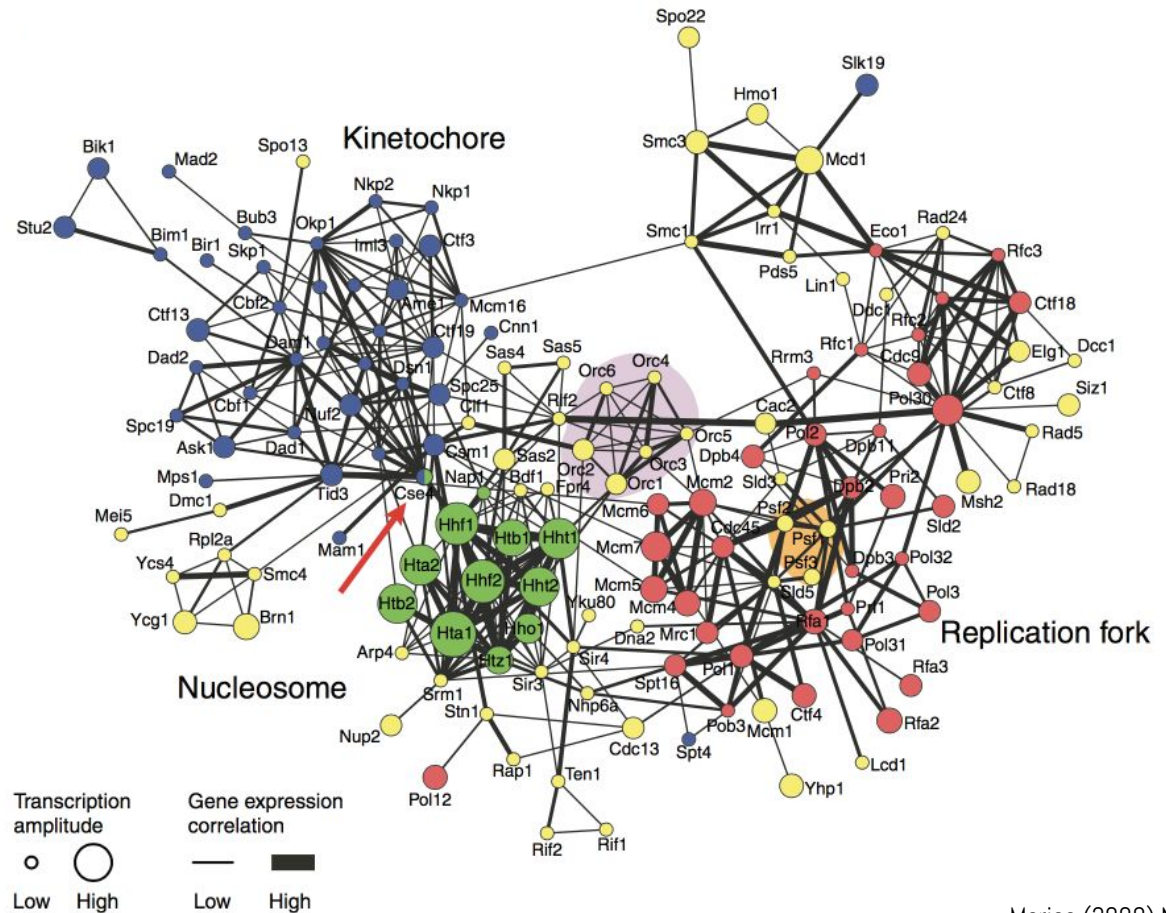 Spo22
Slk19
Hmo1
Kinetochore
Smc3
Mcd1
Bik1
Mad2
Spo13
Nkp2
Nkp1
Stu2
Bim1
Bir1
Bub3
Skp1
Okp1
Iml3
Ctf3
Smc1
Irr1
Eco1
Rad24
Rfc3
Pds5
Lin1
Ddc1
Ctf18
Cbf2
Ame1
Mcm16
Ctf13
Ctf19
Cnn1
Rfc2
Rfc1
Cdc9
Elg1
Dcc1
Dad2
Dam1
Dsn1
Sas4
Sas5
Orc6
Orc4
Rrm3
Pol30
Ctf8
Siz1
Cbf1
Nuf2
Spc25
Clf1
Rlf2
Cac2
Spc19
Ask1
Dad1
Csm1
Sas2
Orc2
Orc3
Orc5
Dpb4
Pol2
Dpb11
Rad5
Mps1
Dmc1
Tid3
Cse4
Nap1
Bdf1
Fpr4
Orc1
Mcm2
Sld3
Dpb2
Pri2
Msh2
Rad18
Mei5
Rpl2a
Mam1
Hhf1
Htb1
Hht1
Mcm6
Cdc45
Psf2
Psf
Sld2
Ycs4
Smc4
Hta2
Hhf2
Hht2
Mcm7
Mcm5
Mcm4
Psf3
Sld5
Dpb3
Pol32
Ycg1
Brn1
Htb2
Hta1
Hho1
Yku80
Dna2
Mrc1
Rfa1
Pri1
Pol3
Pol31
Replication fork
Arp4
Htz1
Sir4
Sir3
Spt16
Pol1
Rfa3
Nucleosome
Srm1
Stn1
Nhp6a
Pob3
Mcm1
Ctf4
Rfa2
Nup2
Cdc13
Spt4
Rap1
Lcd1
Pol12
Ten1
Yhp1
Rif2
Rif1
Transcription
amplitude
Gene expression
correlation
Low High
Low High